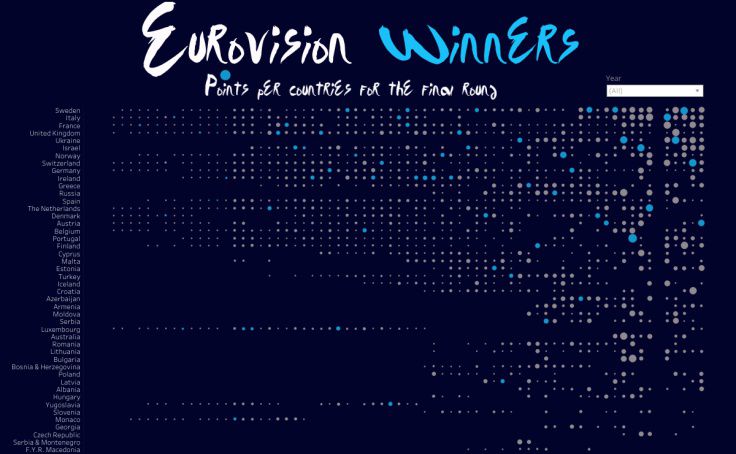 Eurovision Winners
Points per countries for the final round
Year
(All)
Sweden
Italy
France
United Kingdom
Ukraine
Israel
Norway
Switzerland
Germany
Ireland
Greece
Russia
Spain
The Netherlands
Denmark
Austria
Belgium
Portugal
Finland
Cyprus
Malta
Estonia
Turkey
Iceland
Croatia
Azerbaijan
Armenia
Moldova
Serbia
Luxembourg
Australia
Romania
Lithuania
Bulgaria
Bosnia & Herzegovina
Poland
Latvia
Albania
Hungary
Yugoslavia
Slovenia
Monaco
Georgia
Czech Republic
Serbia & Montenegro
F.Y.R. Macedonia